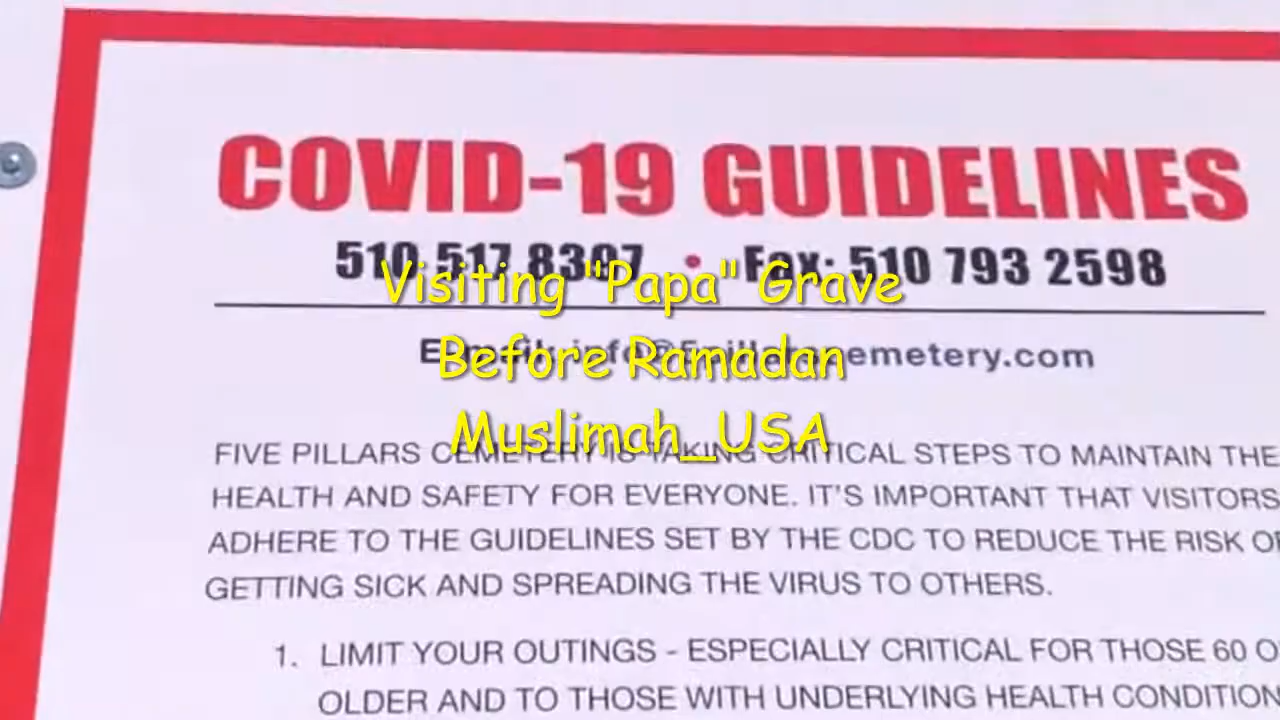 COVID-19 GUIDELINES
510 517 8307 • Fax: 510 793 2598
Visiting "Papa" Grave
Before Ramadan
Muslimah_USA
FIVE PILLARS CEMETERY IS TAKING CRITICAL STEPS TO MAINTAIN THE
HEALTH AND SAFETY FOR EVERYONE. IT'S IMPORTANT THAT VISITORS
ADHERE TO THE GUIDELINES SET BY THE CDC TO REDUCE THE RISK OF
GETTING SICK AND SPREADING THE VIRUS TO OTHERS.
1. LIMIT YOUR OUTINGS - ESPECIALLY CRITICAL FOR THOSE 60 O
OLDER AND TO THOSE WITH UNDERLYING HEALTH CONDITION